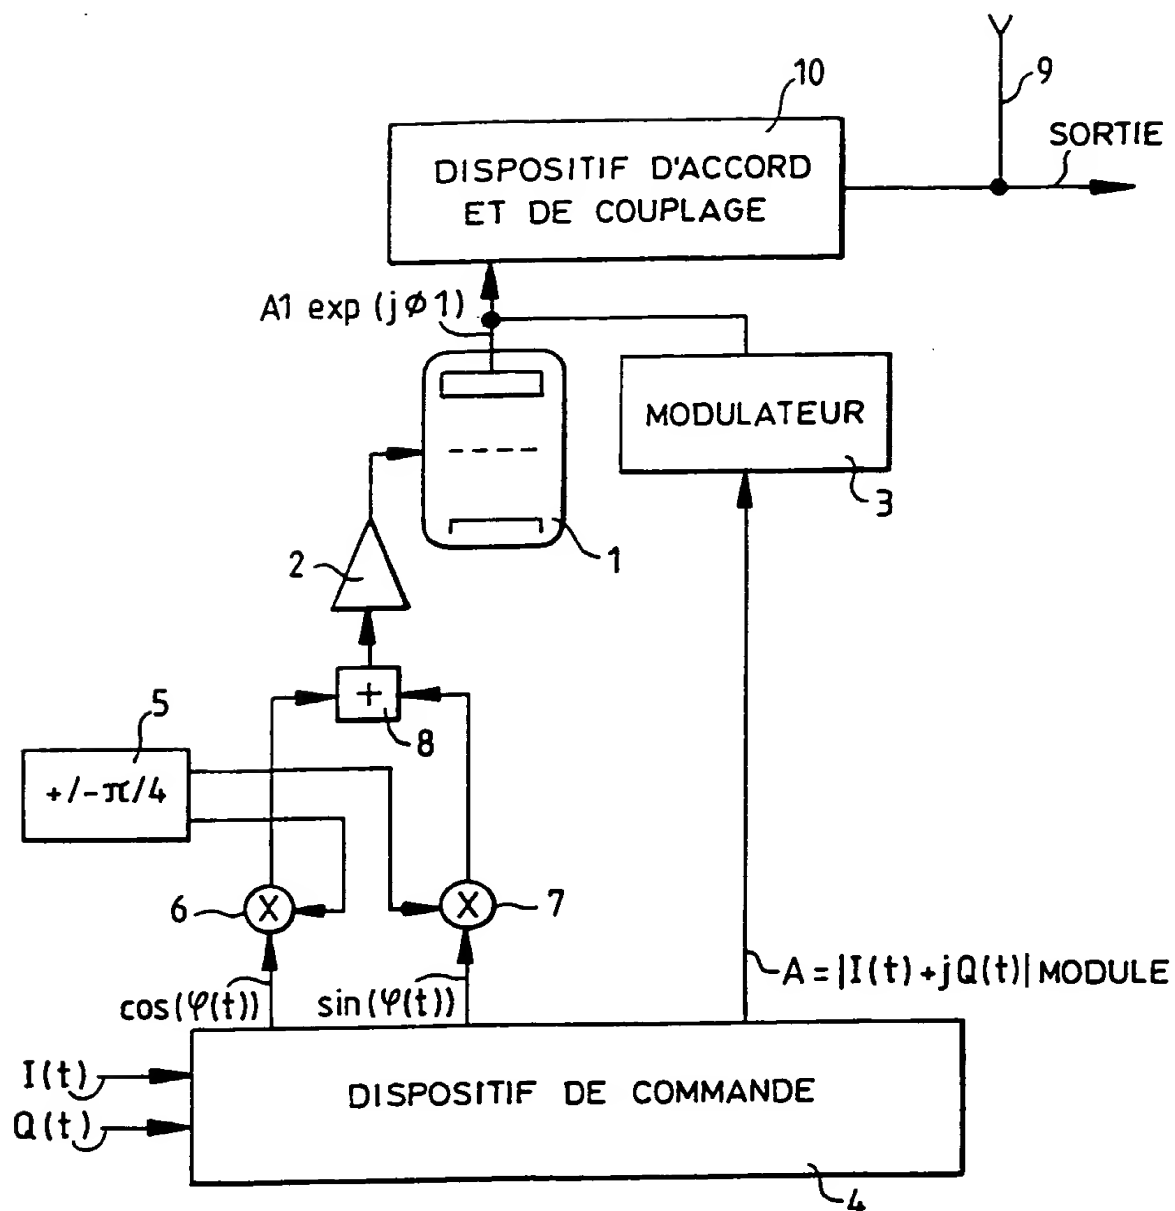 10
9
SORTIE
DISPOSITIF D'ACCORD
ET DE COUPLAGE
A1 exp (jφ1)
MODULATEUR
3
1
2
+
8
5
+/-π/4
6
X
X
7
A = |I(t) + jQ(t)| MODULE
cos(φ(t))
sin(φ(t))
I(t)
Q(t)
DISPOSITIF DE COMMANDE
4